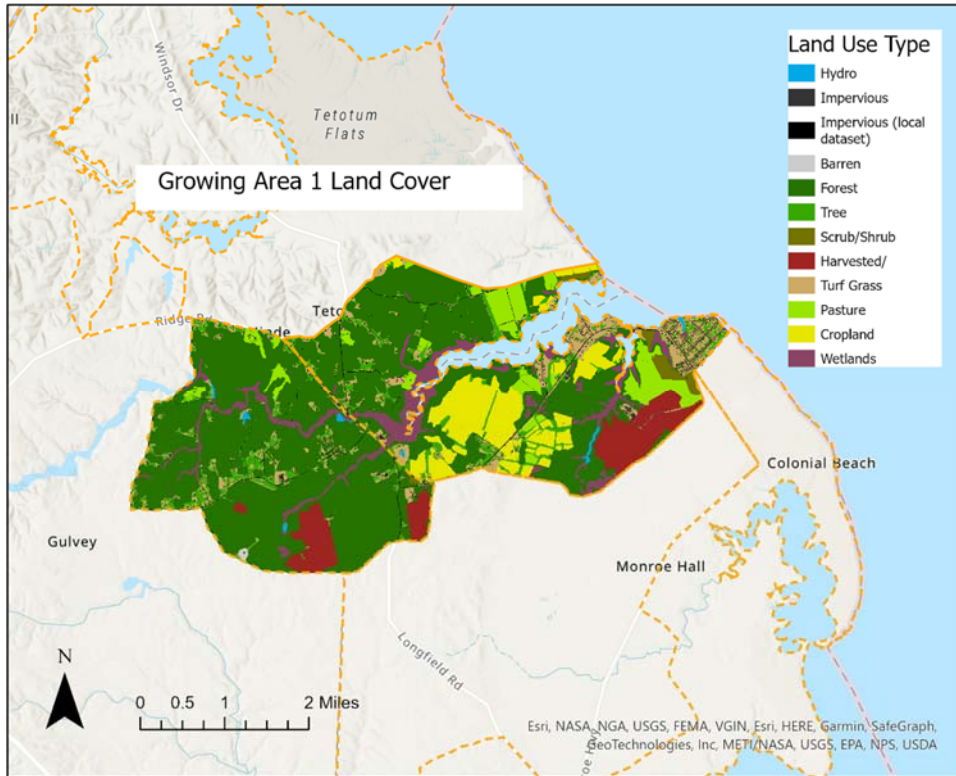 Land Use Type
Hydro
Impervious
Impervious (local
dataset)
Barren
Forest
Tree
Scrub/Shrub
Harvested/
Turf Grass
Pasture
Cropland
Wetlands
Windsor Dr
ll
Tetotum
Flats
Growing Area 1 Land Cover
Teto
Ridge Rd
Colonial Beach
Gulvey
Monroe Hall
N
0 0.5 1 2 Miles
Longfield Rd
Esri, NASA, NGA, USGS, FEMA, VGIN, Esri, HERE, Garmin, SafeGraph,
GeoTechnologies, Inc, METI/NASA, USGS, EPA, NPS, USDA